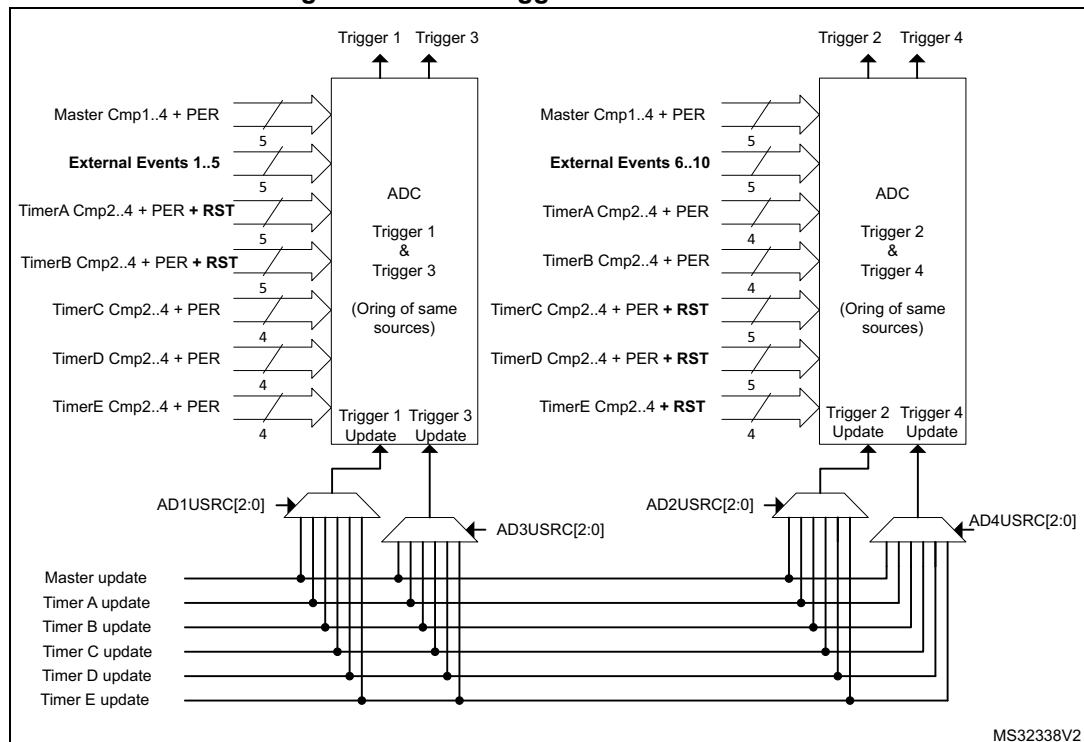 Trigger 1 Trigger 3
Master Cmp1..4 + PER
5
External Events 1..5
5
TimerA Cmp2..4 + PER + RST
5
TimerB Cmp2..4 + PER + RST
5
TimerC Cmp2..4 + PER
4
TimerD Cmp2..4 + PER
4
TimerE Cmp2..4 + PER
4
ADC
Trigger 1
&
Trigger 3
(Oring of same
sources)
Trigger 1 Trigger 3
Update Update
AD1USRC[2:0]
AD3USRC[2:0]
Trigger 2 Trigger 4
Master Cmp1..4 + PER
5
External Events 6..10
5
TimerA Cmp2..4 + PER
4
TimerB Cmp2..4 + PER
4
TimerC Cmp2..4 + PER + RST
5
TimerD Cmp2..4 + PER + RST
5
TimerE Cmp2..4 + RST
4
ADC
Trigger 2
&
Trigger 4
(Oring of same
sources)
Trigger 2 Trigger 4
Update Update
AD2USRC[2:0]
AD4USRC[2:0]
Master update
Timer A update
Timer B update
Timer C update
Timer D update
Timer E update
MS32338V2